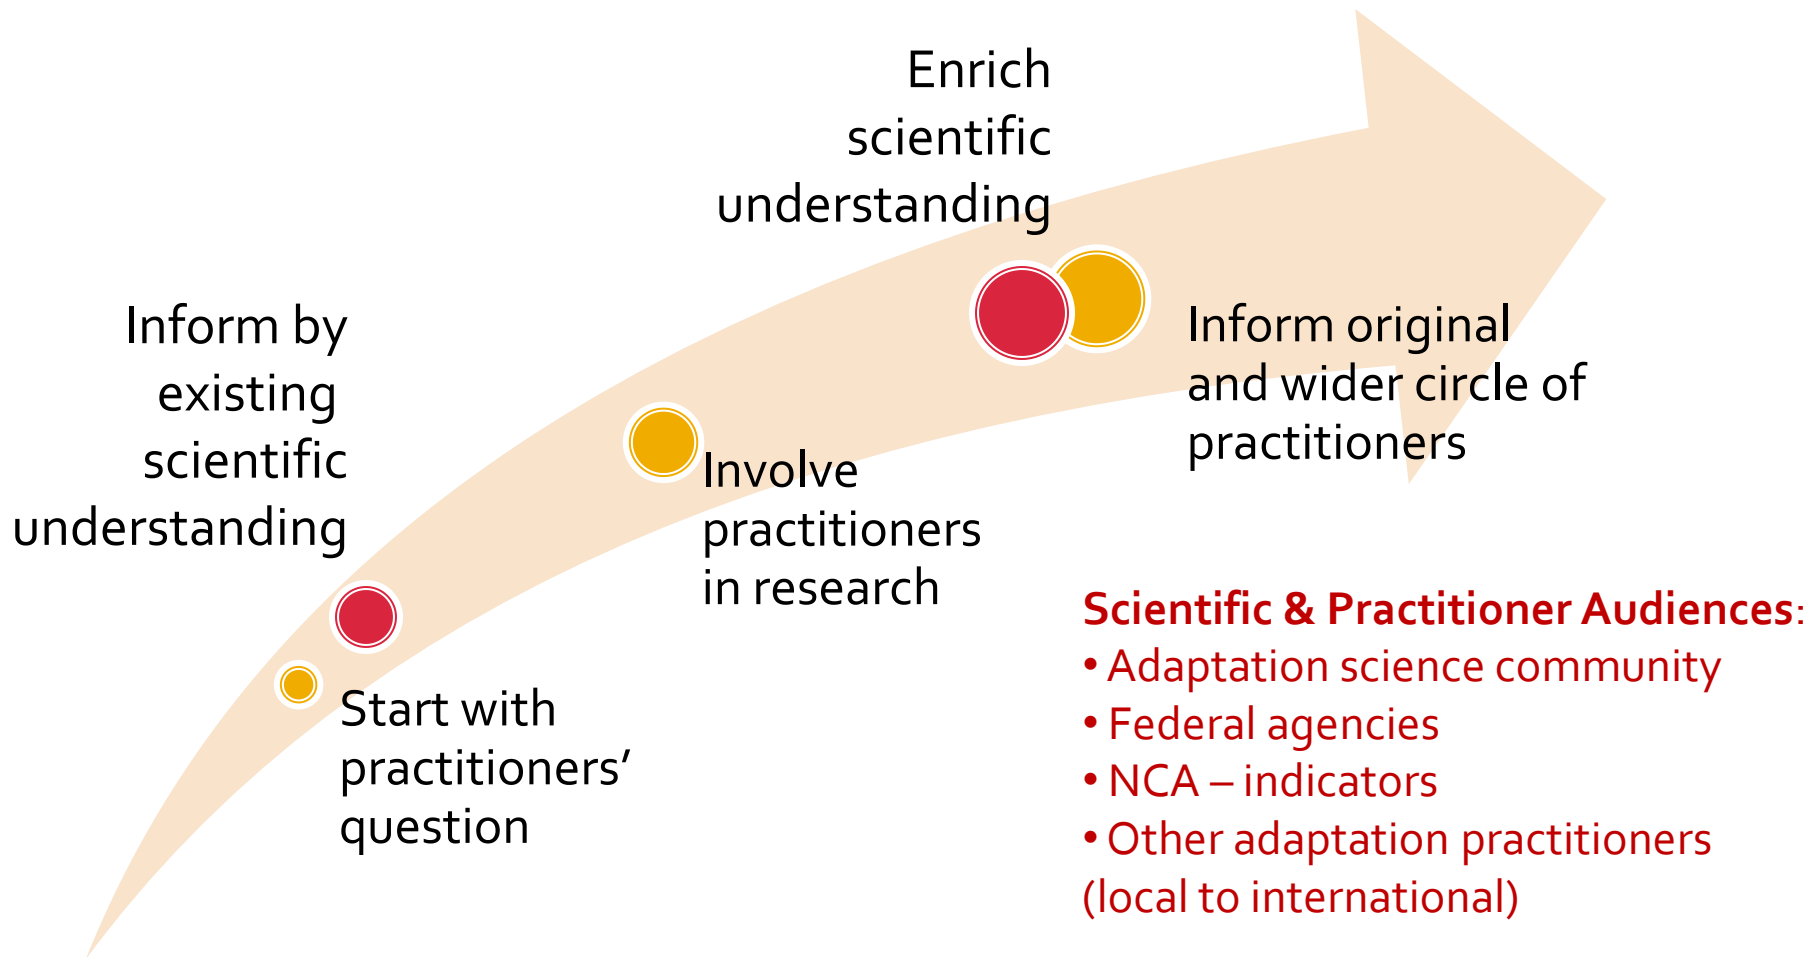 Enrich
scientific
understanding
Inform by
existing
scientific
understanding
Inform original
and wider circle of
practitioners
Involve
practitioners
in research
Start with
practitioners’
question
Scientific & Practitioner Audiences:
• Adaptation science community
• Federal agencies
• NCA – indicators
• Other adaptation practitioners
(local to international)